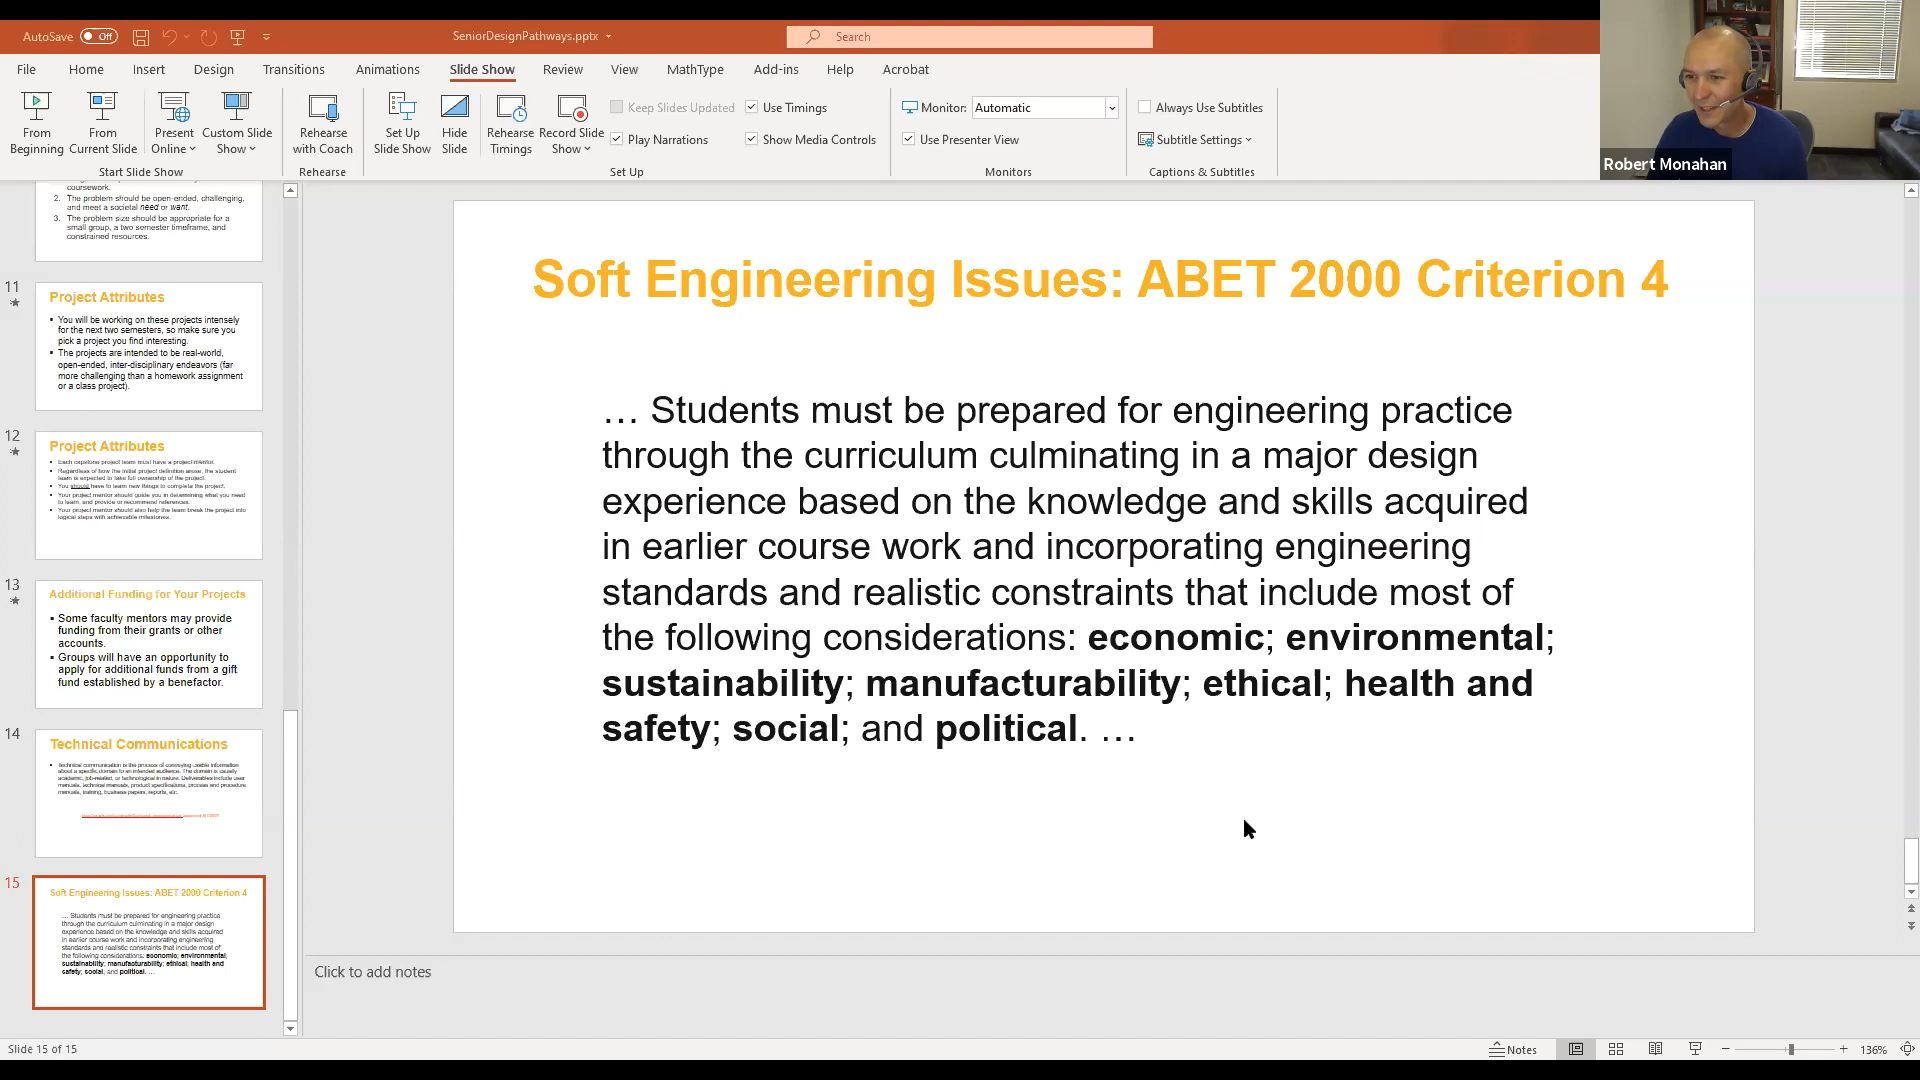 AutoSave Off
SeniorDesignPathways.pptx
Search
File Home Insert Design Transitions Animations Slide Show Review View MathType Add-ins Help Acrobat
From Beginning
From Current Slide
Present Online
Custom Slide Show
Rehearse with Coach
Set Up Slide Show
Hide Slide
Rehearse Timings
Record Slide Show
Keep Slides Updated
Use Timings
Play Narrations
Show Media Controls
Monitor: Automatic
Use Presenter View
Always Use Subtitles
Subtitle Settings
Start Slide Show
Rehearse
Set Up
Monitors
Captions & Subtitles
Robert Monahan
coursework.
2. The problem should be open-ended, challenging,
and meet a societal need or want.
3. The problem size should be appropriate for a
small group, a two semester timeframe, and
constrained resources.
11
Project Attributes
▪ You will be working on these projects intensely
for the next two semesters, so make sure you
pick a project you find interesting.
▪ The projects are intended to be real-world,
open-ended, inter-disciplinary endeavors (far
more challenging than a homework assignment
or a class project).
12
Project Attributes
Each capstone project team must have a project mentor.
Regardless of how the initial project definition arose, the student
team is expected to take full ownership of the project.
You should have to learn new things to complete the project.
Your project mentor should guide you in determining what you need
to learn, and provide or recommend references.
Your project mentor should also help the team break the project into
logical steps with achievable milestones.
13
Additional Funding for Your Projects
▪ Some faculty mentors may provide
funding from their grants or other
accounts.
▪ Groups will have an opportunity to
apply for additional funds from a gift
fund established by a benefactor.
14
Technical Communications
Technical communication is the process of conveying usable information
about a specific domain to an intended audience. The domain is usually
academic, job-related, or technological in nature. Deliverables include user
manuals, technical manuals, product specifications, process and procedure
manuals, training, business papers, reports, etc.
15
Soft Engineering Issues: ABET 2000 Criterion 4
… Students must be prepared for engineering practice
through the curriculum culminating in a major design
experience based on the knowledge and skills acquired
in earlier course work and incorporating engineering
standards and realistic constraints that include most of
the following considerations: economic; environmental;
sustainability; manufacturability; ethical; health and
safety; social; and political. …
Soft Engineering Issues: ABET 2000 Criterion 4
… Students must be prepared for engineering practice
through the curriculum culminating in a major design
experience based on the knowledge and skills acquired
in earlier course work and incorporating engineering
standards and realistic constraints that include most of
the following considerations: economic; environmental;
sustainability; manufacturability; ethical; health and
safety; social; and political. …
Click to add notes
Slide 15 of 15
Notes
136%